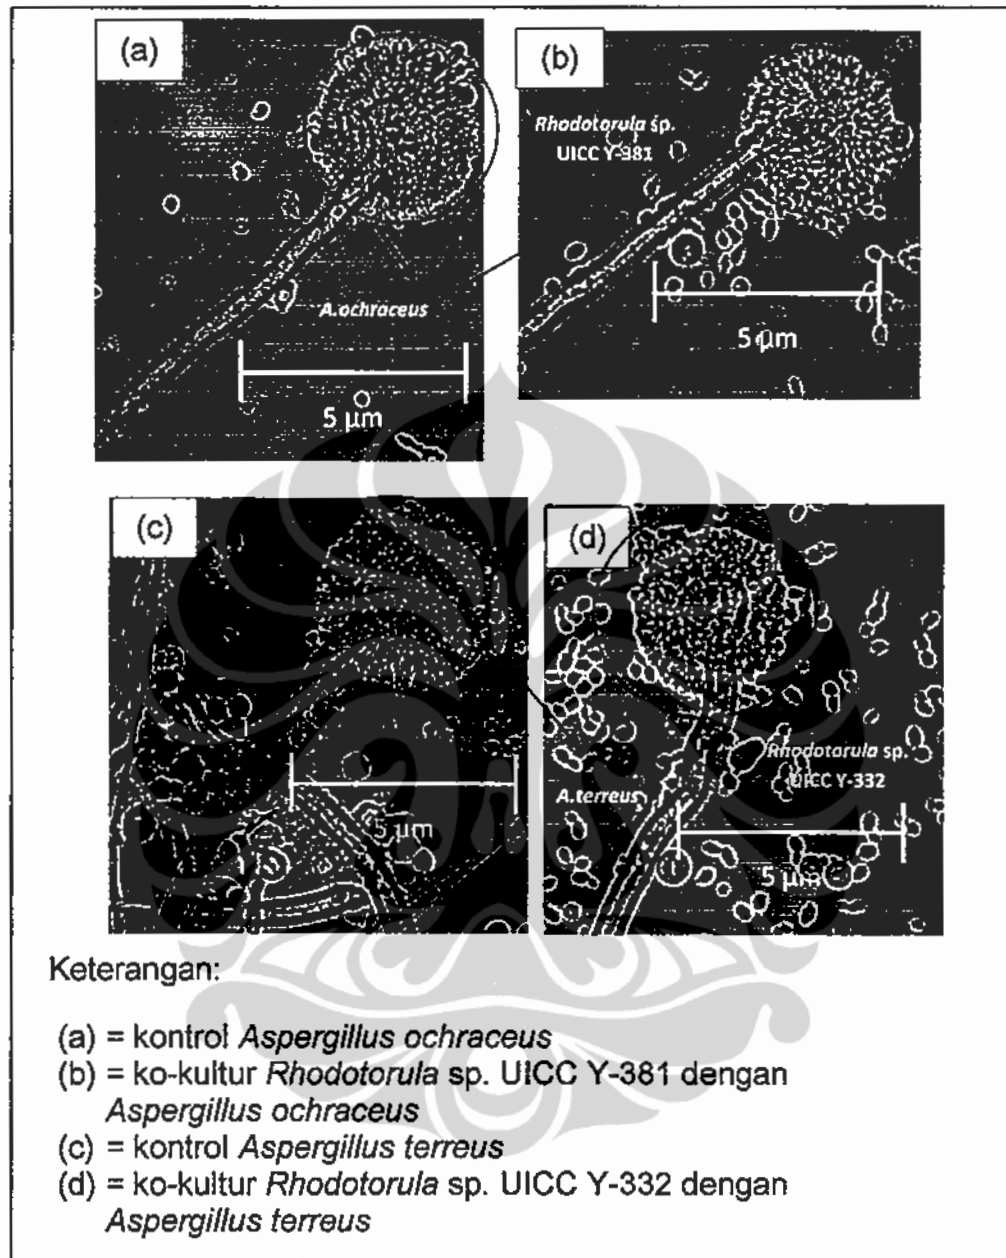 (a)
A.ochraceus
5 µm
(b)
Rhodotorula sp.
UICC Y-381
5 µm
(c)
5 µm
(d)
A.terreus
Rhodotorula sp.
UICC Y-332
5 µm
Keterangan:
(a) = kontrol Aspergillus ochraceus
(b) = ko-kultur Rhodotorula sp. UICC Y-381 dengan
Aspergillus ochraceus
(c) = kontrol Aspergillus terreus
(d) = ko-kultur Rhodotorula sp. UICC Y-332 dengan
Aspergillus terreus